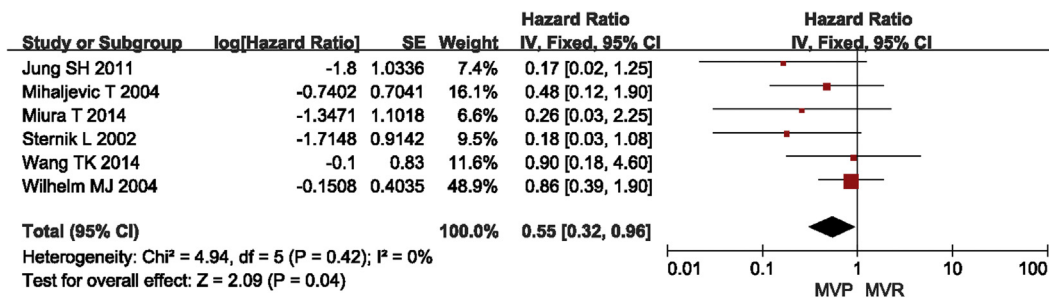 Hazard Ratio Hazard Ratio
Study or Subgroup log[Hazard Ratio] SE Weight IV, Fixed, 95% CI IV, Fixed, 95% CI
Jung SH 2011 -1.8 1.0336 7.4% 0.17 [0.02, 1.25]
Mihaljevic T 2004 -0.7402 0.7041 16.1% 0.48 [0.12, 1.90]
Miura T 2014 -1.3471 1.1018 6.6% 0.26 [0.03, 2.25]
Sternik L 2002 -1.7148 0.9142 9.5% 0.18 [0.03, 1.08]
Wang TK 2014 -0.1 0.83 11.6% 0.90 [0.18, 4.60]
Wilhelm MJ 2004 -0.1508 0.4035 48.9% 0.86 [0.39, 1.90]
Total (95% CI) 100.0% 0.55 [0.32, 0.96]
Heterogeneity: Chi² = 4.94, df = 5 (P = 0.42); I² = 0%
Test for overall effect: Z = 2.09 (P = 0.04)
0.01 0.1 1 10 100
MVP MVR